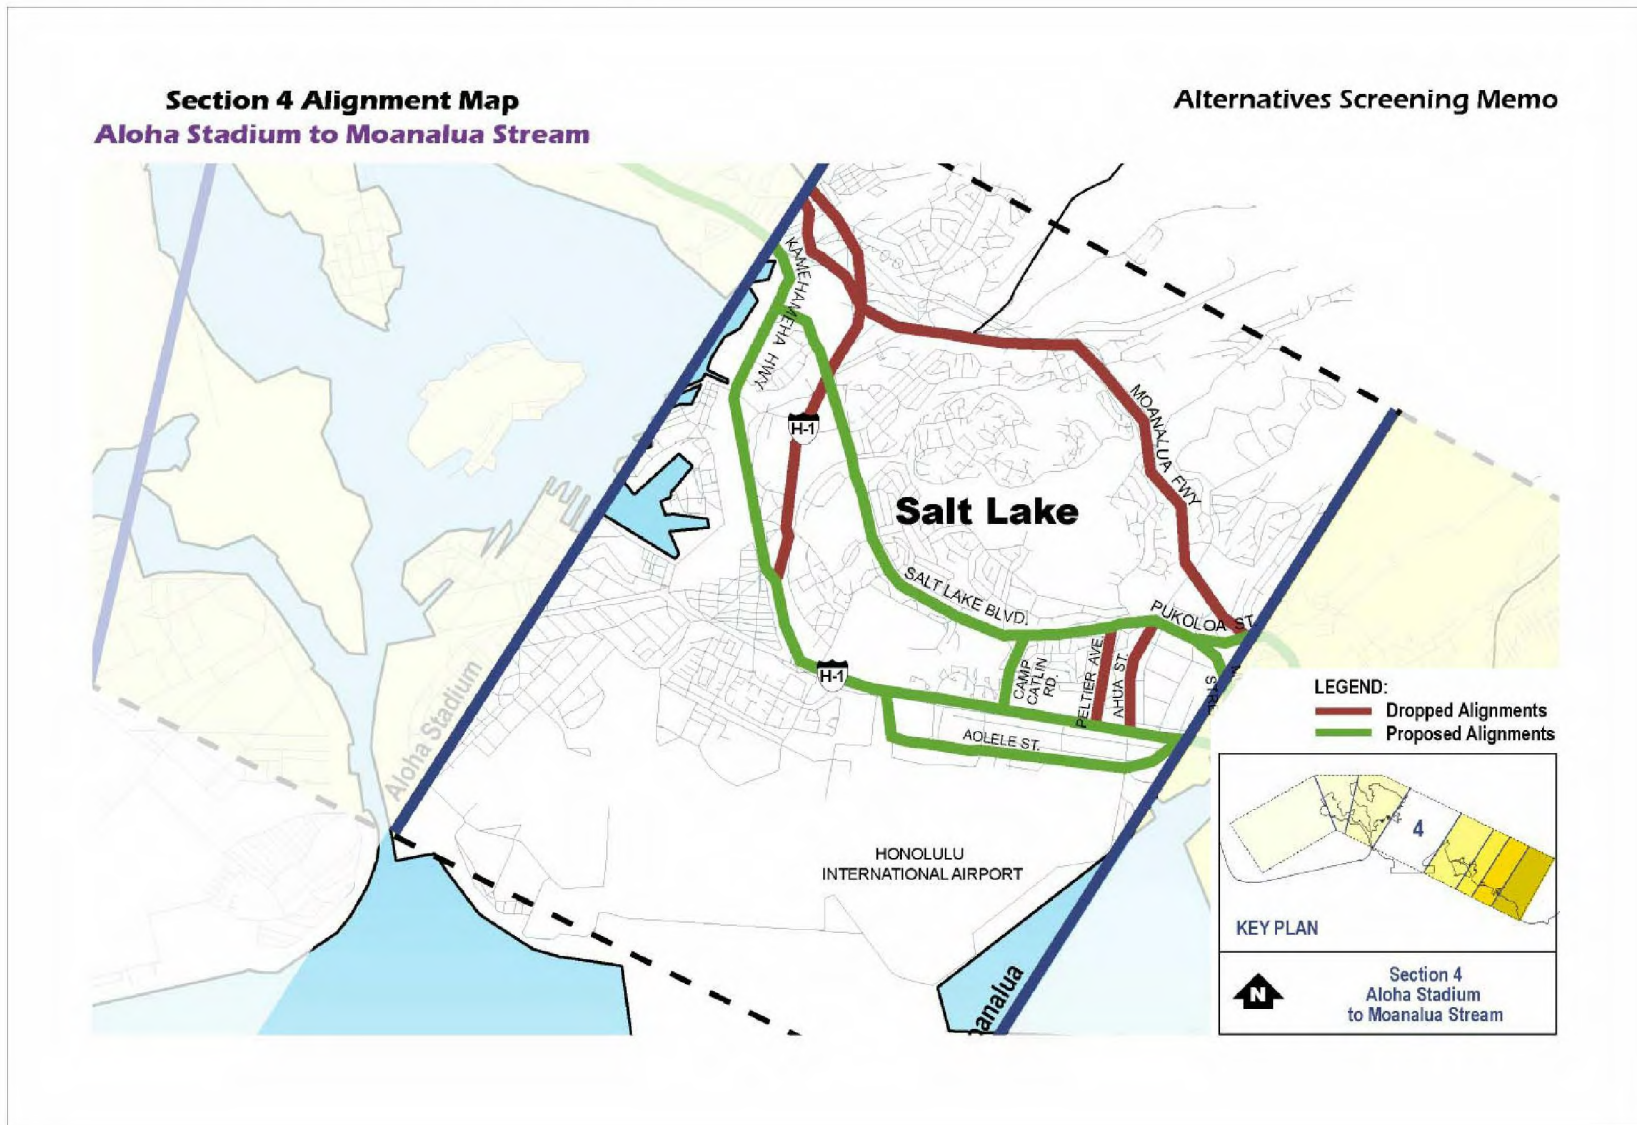 Section 4 Alignment Map
Aloha Stadium to Moanalua Stream
Alternatives Screening Memo
KAMEHAMEHA HWY
H-1
MOANALUA FWY
Salt Lake
SALT LAKE BLVD.
PUKOLOA ST.
CAMP
CATLIN
RD.
PELTIER AVE.
AHUA ST.
H-1
AOLELE ST.
Aloha Stadium
HONOLULU
INTERNATIONAL AIRPORT
analua
LEGEND:
Dropped Alignments
Proposed Alignments
4
KEY PLAN
N
Section 4
Aloha Stadium
to Moanalua Stream